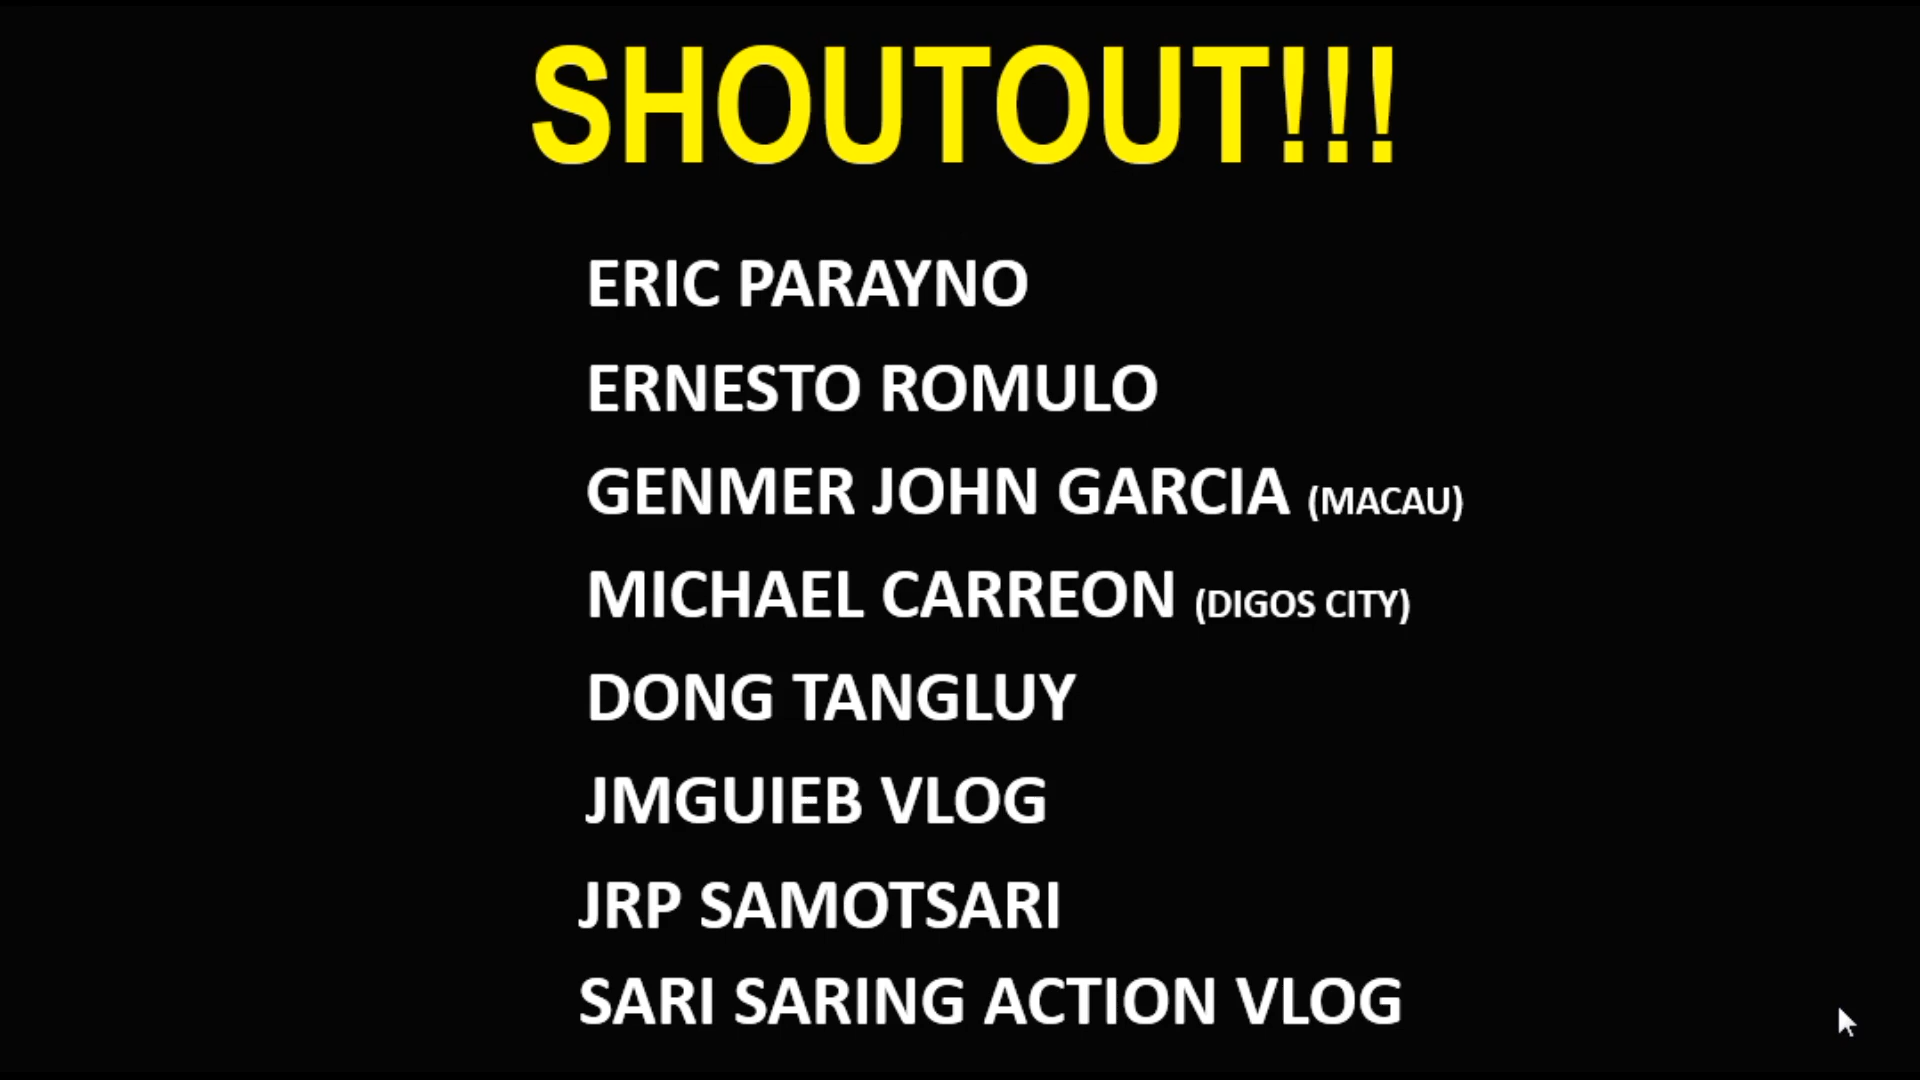 SHOUTOUT!!!
ERIC PARAYNO
ERNESTO ROMULO
GENMER JOHN GARCIA (MACAU)
MICHAEL CARREON (DIGOS CITY)
DONG TANGLUY
JMGUIEB VLOG
JRP SAMOTSARI
SARI SARING ACTION VLOG